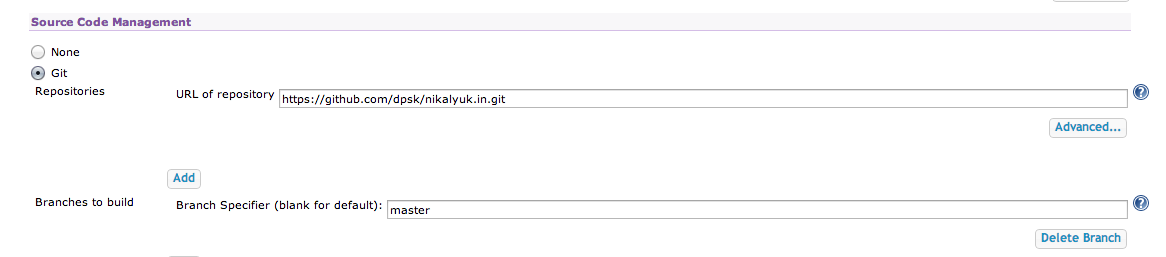 Source Code Management
None
Git
Repositories
URL of repository
https://github.com/dpsk/nikalyuk.in.git
?
Advanced...
Add
Branches to build
Branch Specifier (blank for default):
master
?
Delete Branch